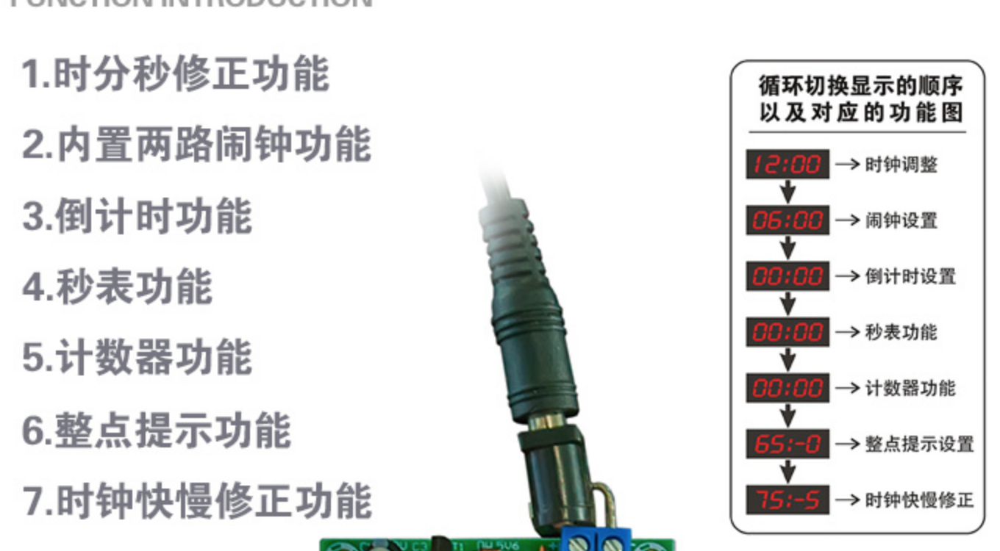 FUNCTION INTRODUCTION
1.时分秒修正功能
2.内置两路闹钟功能
3.倒计时功能
4.秒表功能
5.计数器功能
6.整点提示功能
7.时钟快慢修正功能
循环切换显示的顺序
以及对应的功能图
12:00 → 时钟调整
06:00 → 闹钟设置
00:00 → 倒计时设置
00:00 → 秒表功能
00:00 → 计数器功能
6S:-0 → 整点提示设置
7S:-5 → 时钟快慢修正
C3
T1